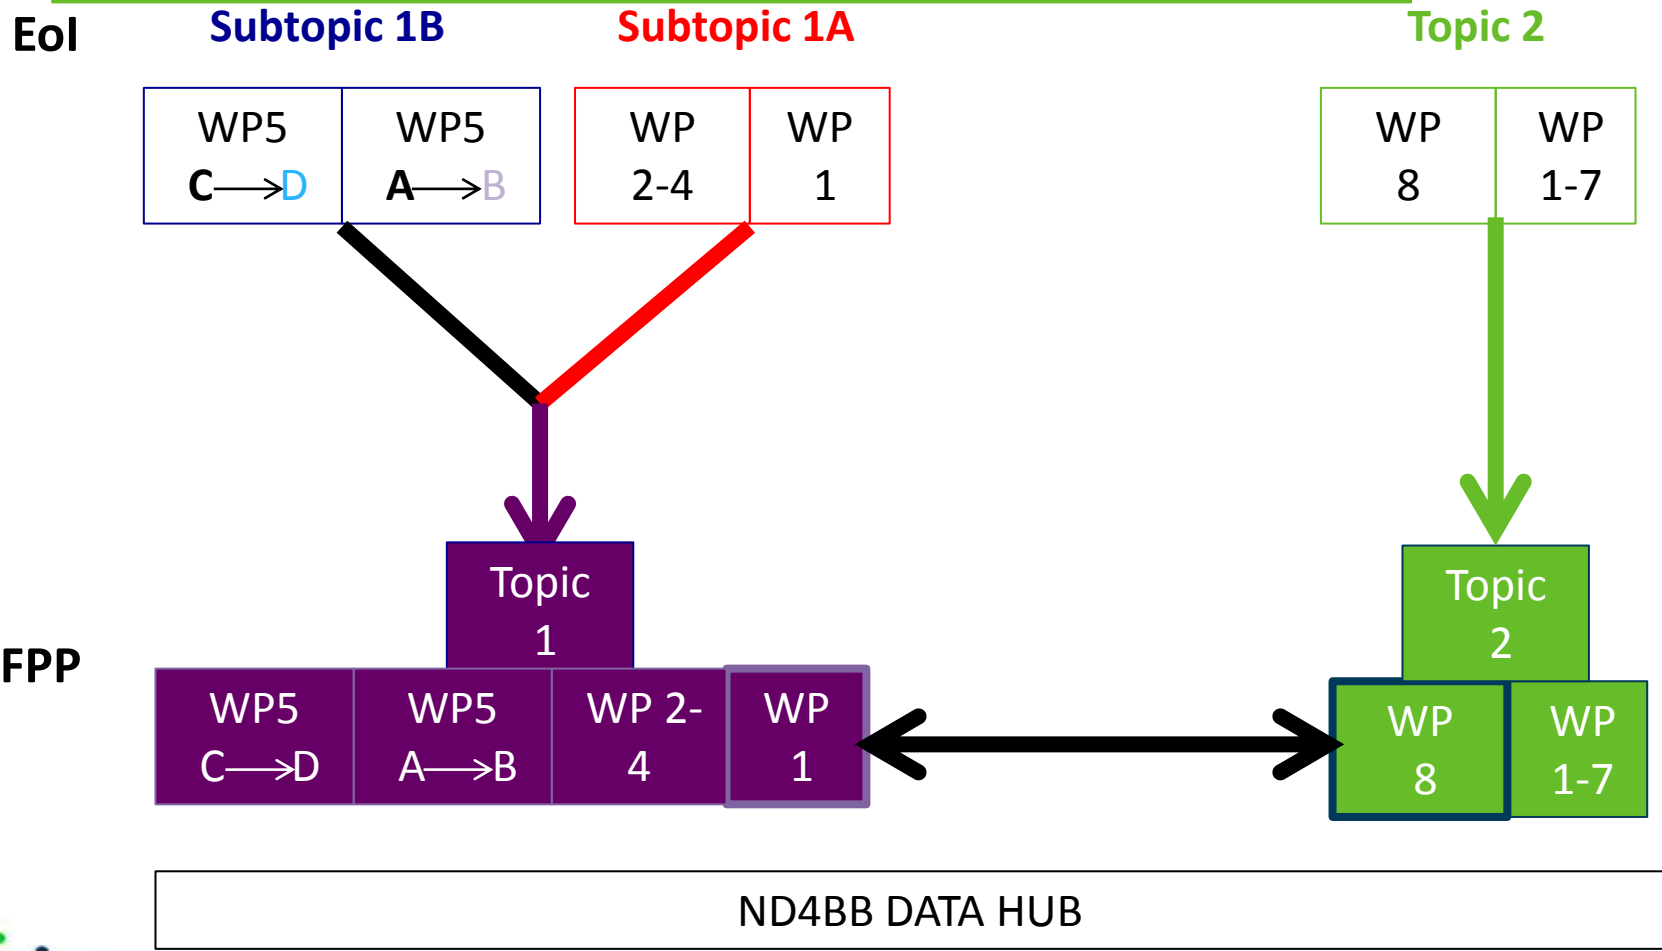 EoI
Subtopic 1B
Subtopic 1A
Topic 2
WP5
C→D
WP5
A→B
WP
2-4
WP
1
WP
8
WP
1-7
Topic
1
Topic
2
FPP
WP5
C→D
WP5
A→B
WP 2-
4
WP
1
WP
8
WP
1-7
ND4BB DATA HUB